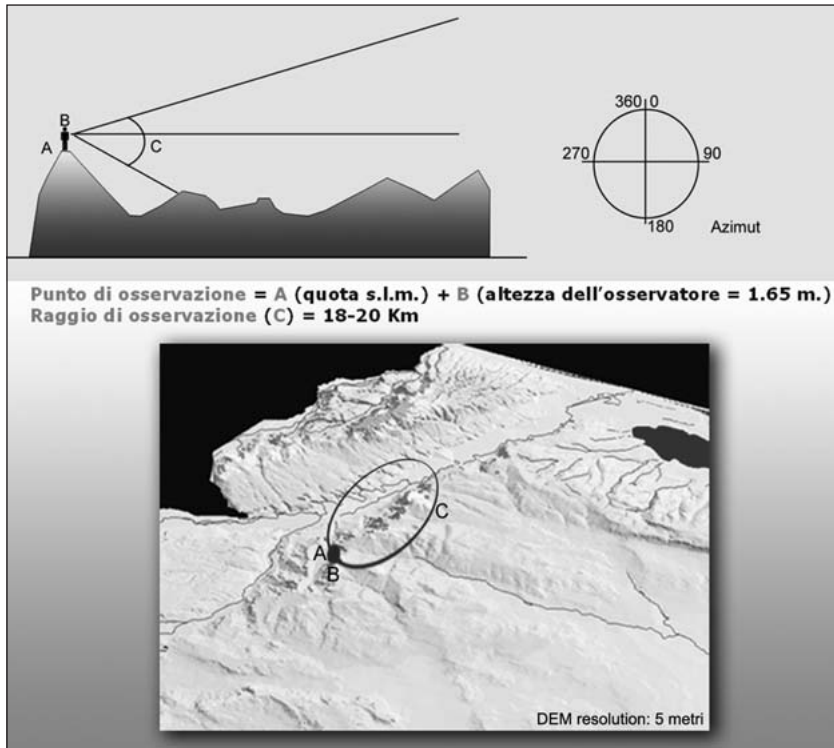 B
A
C
360 0
270
90
180
Azimut
Punto di osservazione = A (quota s.l.m.) + B (altezza dell'osservatore = 1.65 m.)
Raggio di osservazione (C) = 18-20 Km
C
A
B
DEM resolution: 5 metri